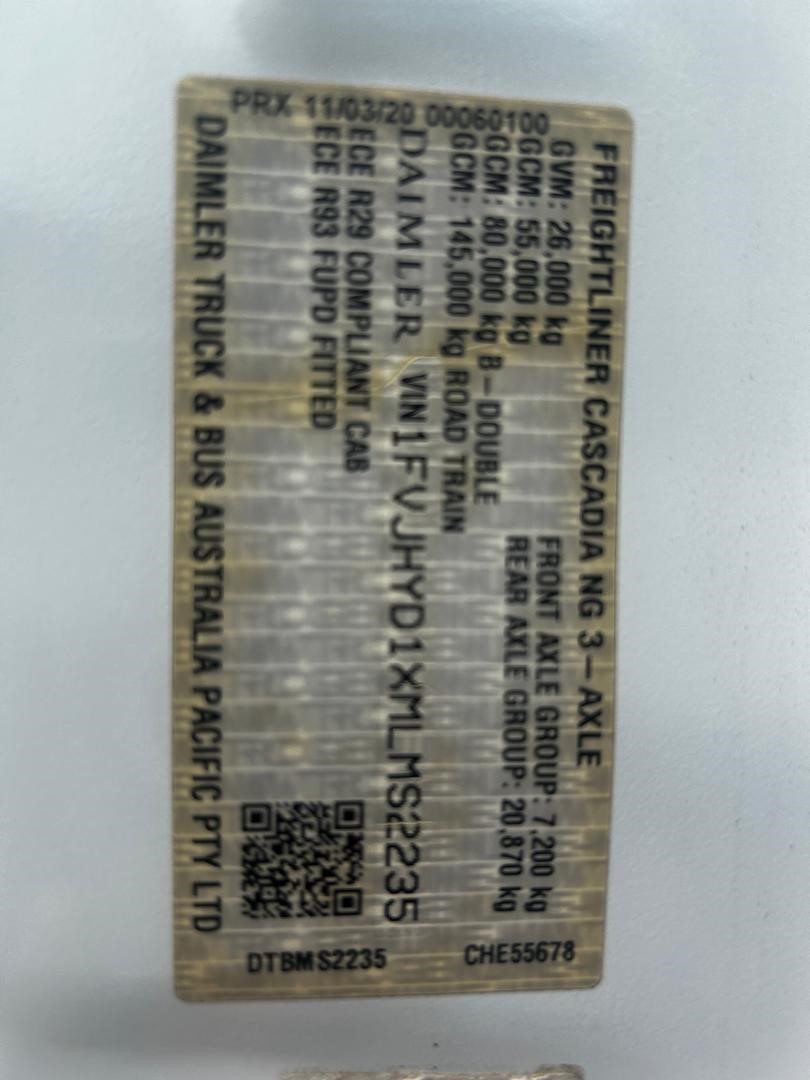 FREIGHTLINER CASCADIA NG 3-AXLE
GVM: 26,000 kg FRONT AXLE GROUP: 7,200 kg
GCM: 55,000 kg REAR AXLE GROUP: 20,870 kg
GCM: 80,000 kg B-DOUBLE
GCM: 145,000 kg ROAD TRAIN
DAIMLER VIN1FVJHYD1XMLMS2235
ECE R29 COMPLIANT CAB
ECE R93 FUPD FITTED
DAIMLER TRUCK & BUS AUSTRALIA PACIFIC PTY LTD
PRX 11/03/20 00060100
CHE55678
DTBMS2235